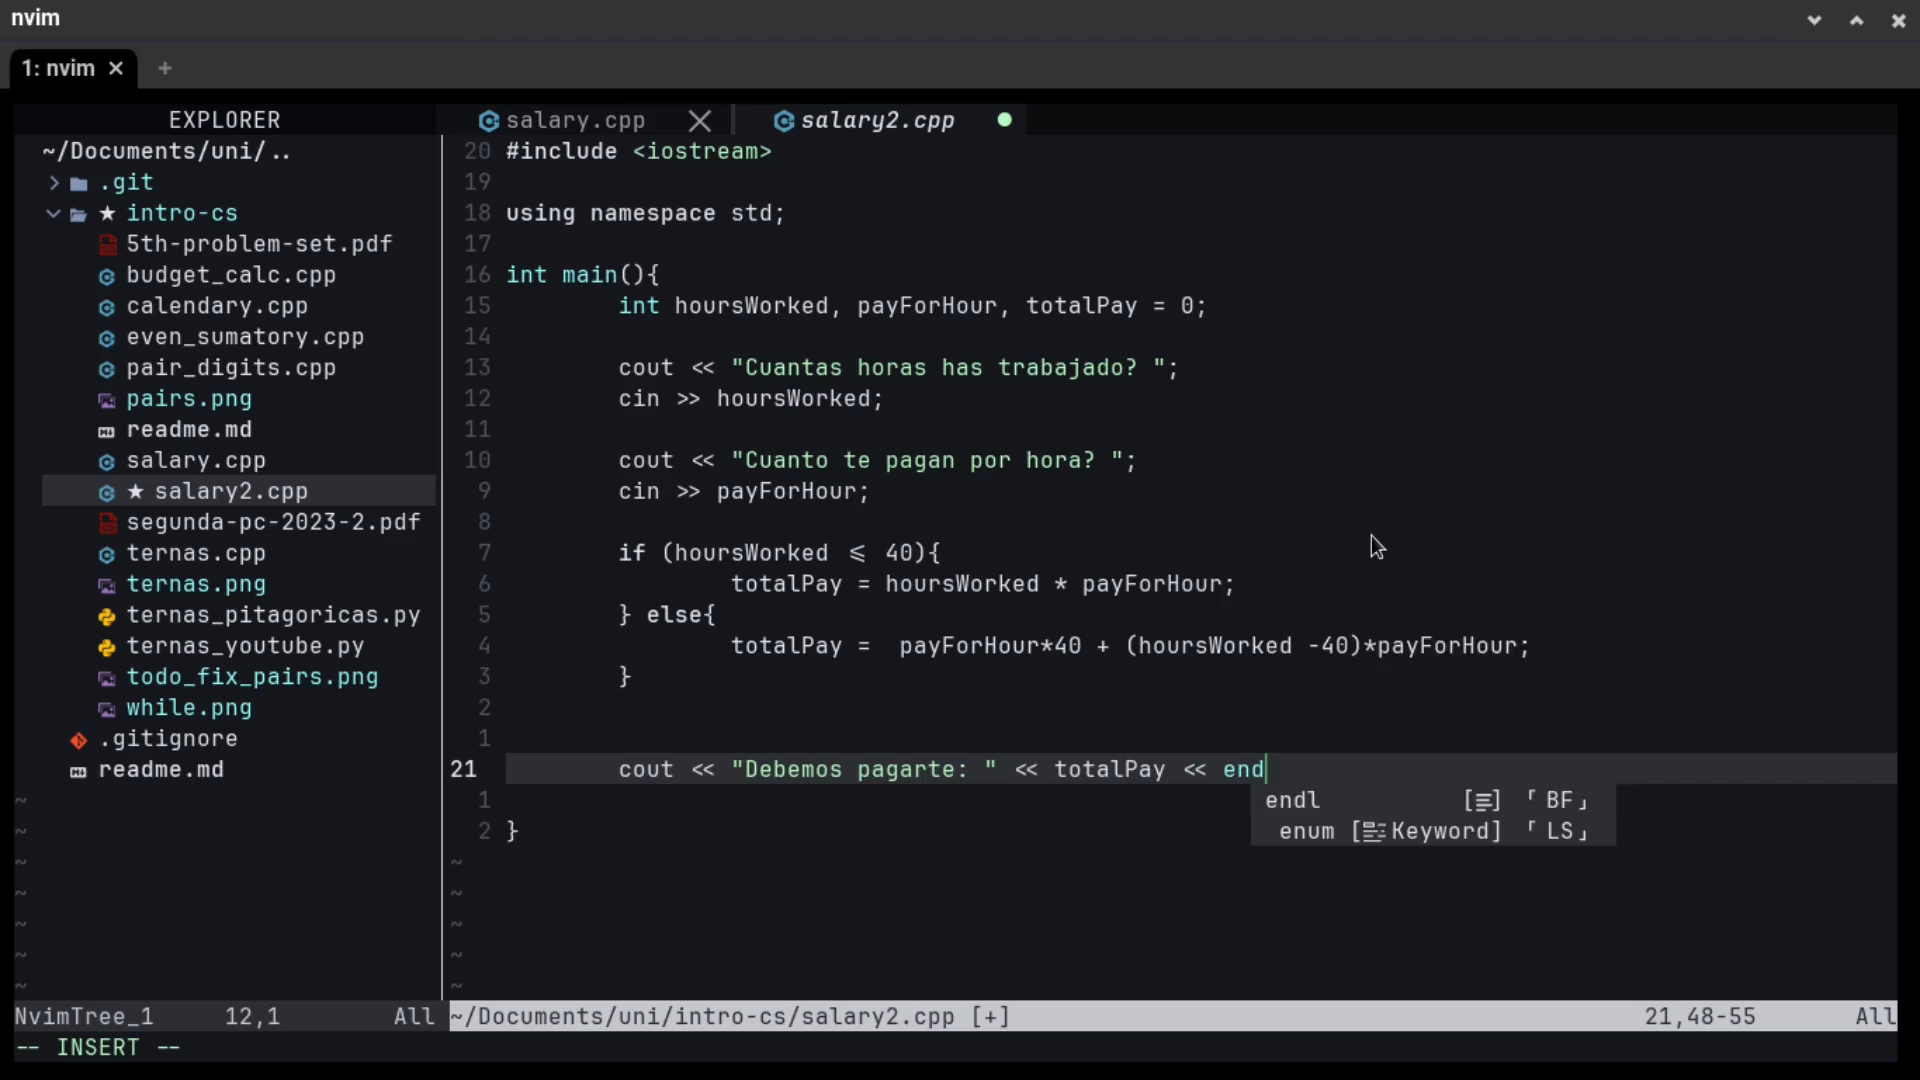 nvim
1: nvim ✕ +
EXPLORER
~/Documents/uni/..
.git
★ intro-cs
5th-problem-set.pdf
budget_calc.cpp
calendary.cpp
even_sumatory.cpp
pair_digits.cpp
pairs.png
readme.md
salary.cpp
★ salary2.cpp
segunda-pc-2023-2.pdf
ternas.cpp
ternas.png
ternas_pitagoricas.py
ternas_youtube.py
todo_fix_pairs.png
while.png
.gitignore
readme.md
~
~
~
~
~
~
~
NvimTree_1 12,1 All
salary.cpp salary2.cpp
20 #include <iostream>
19
18 using namespace std;
17
16 int main(){
15 int hoursWorked, payForHour, totalPay = 0;
14
13 cout << "Cuantas horas has trabajado? ";
12 cin >> hoursWorked;
11
10 cout << "Cuanto te pagan por hora? ";
9 cin >> payForHour;
8
7 if (hoursWorked ≤ 40){
6 totalPay = hoursWorked * payForHour;
5 } else{
4 totalPay =  payForHour*40 + (hoursWorked -40)*payForHour;
3 }
2
1
21 cout << "Debemos pagarte: " << totalPay << end
1
2 }
endl [] 「 BF」
enum [Keyword] 「 LS」
~
~
~
~
~
~/Documents/uni/intro-cs/salary2.cpp [+] 21,48-55 All
-- INSERT --